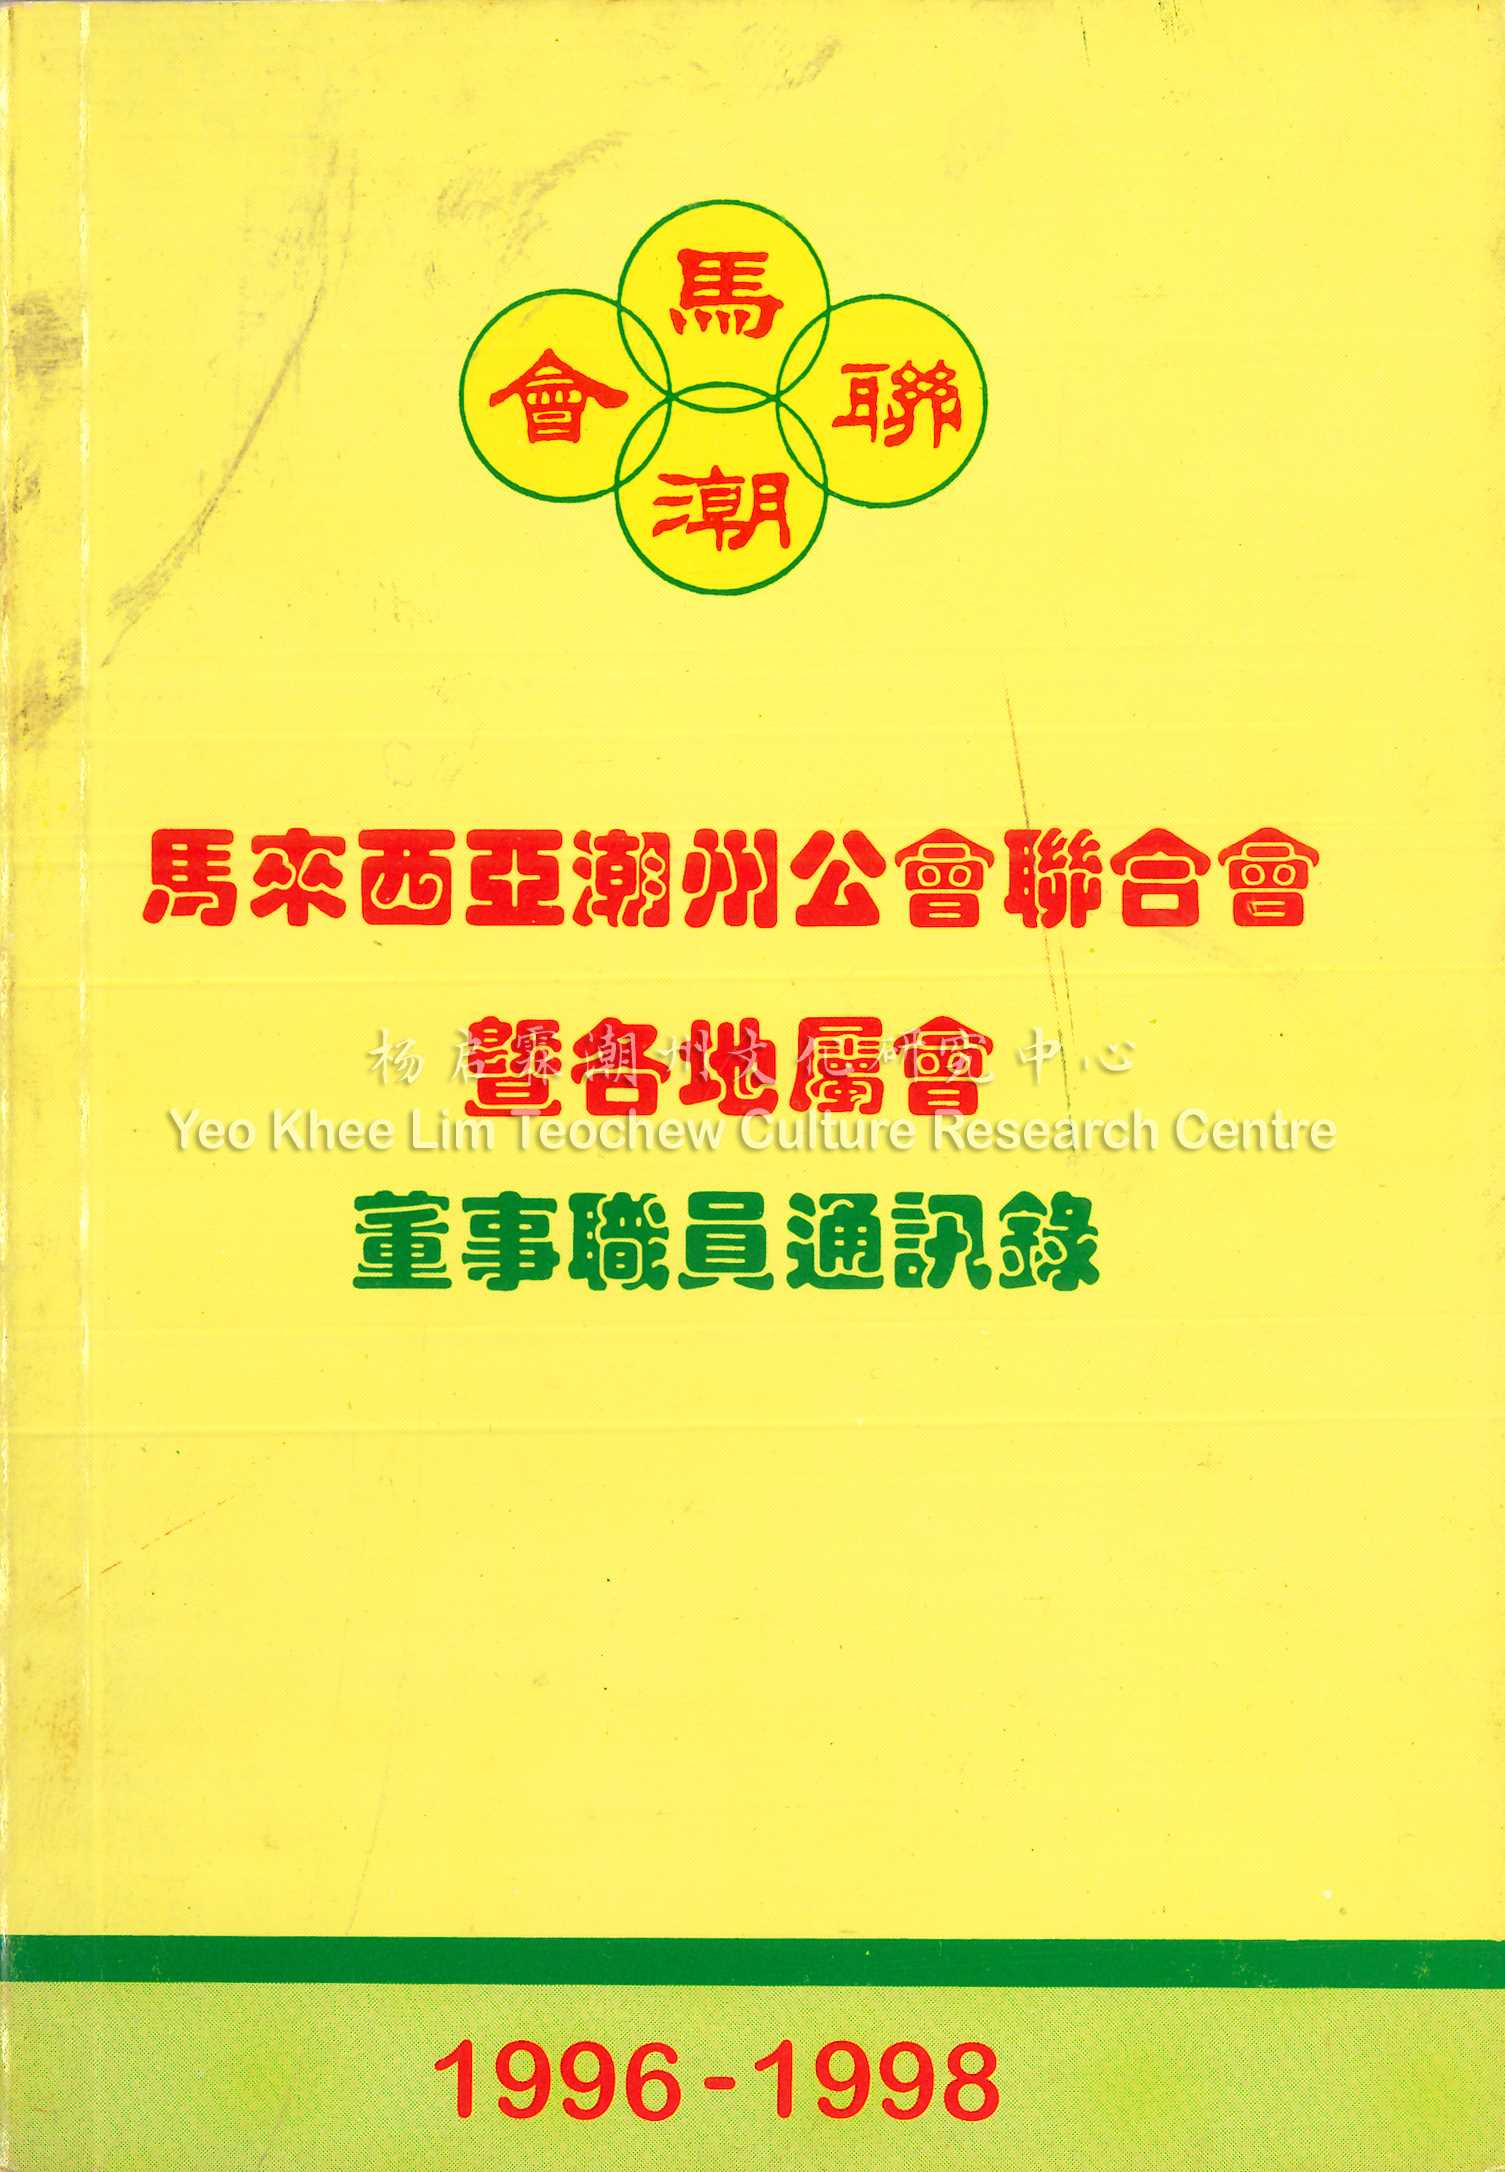 馬
會
聯
潮
馬來西亞潮州公會聯合會
暨各地屬會
杨启霖潮州文化研究中心
Yeo Khee Lim Teochew Culture Research Centre
董事職員通訊錄
1996-1998